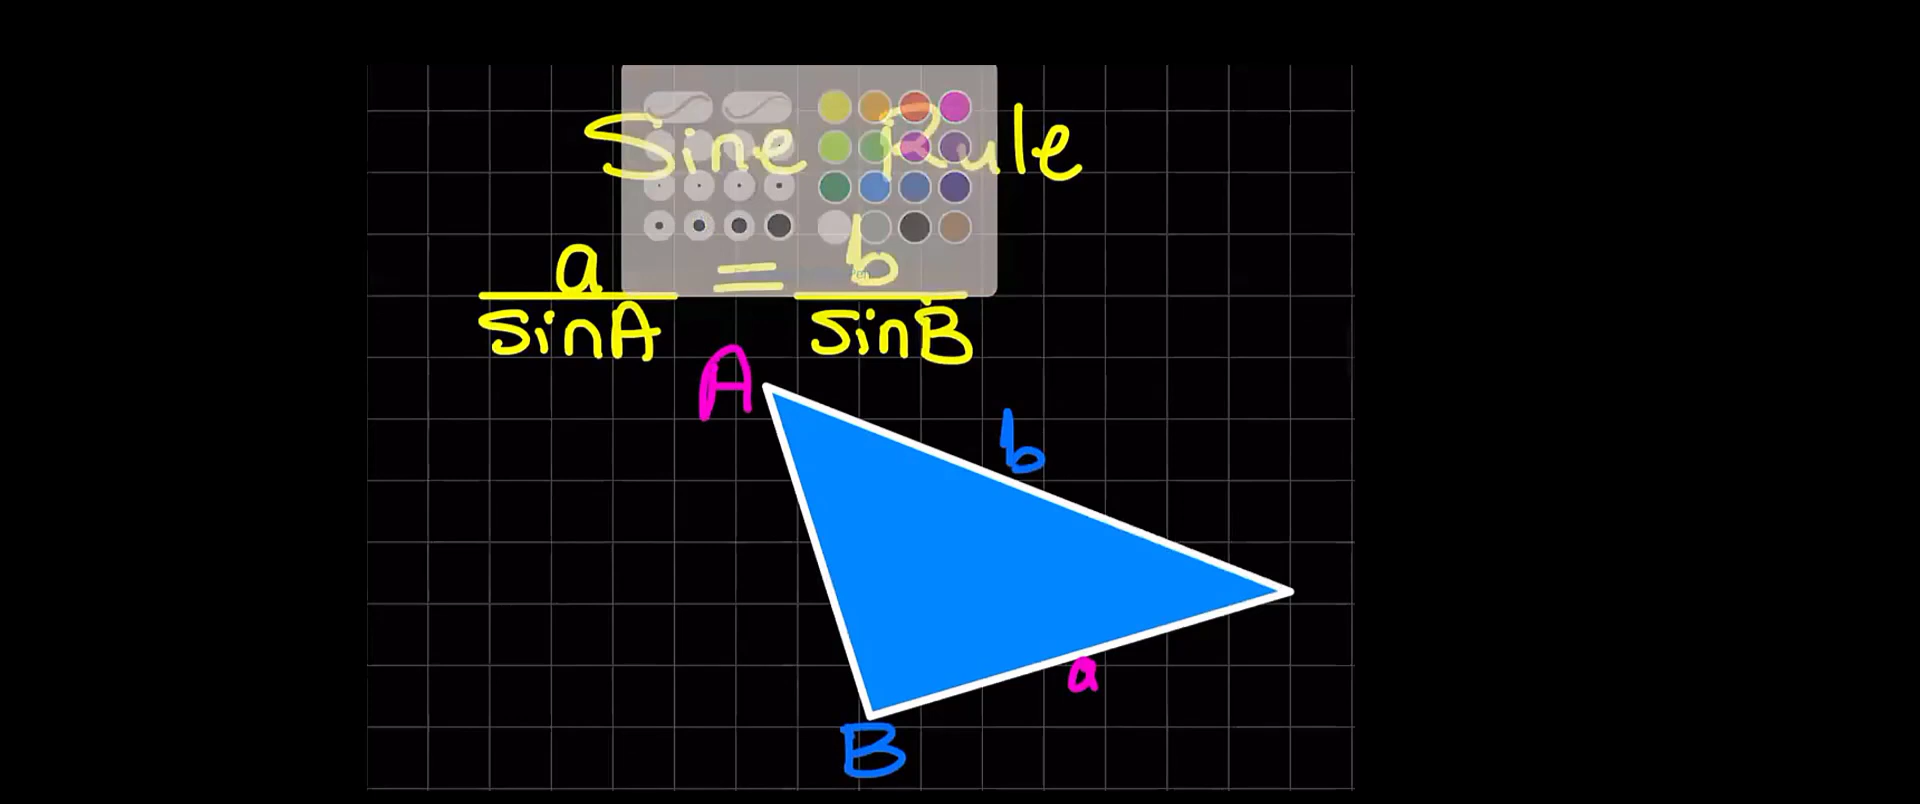 Sine Rule
a = b
sinA sinB
A
b
a
B